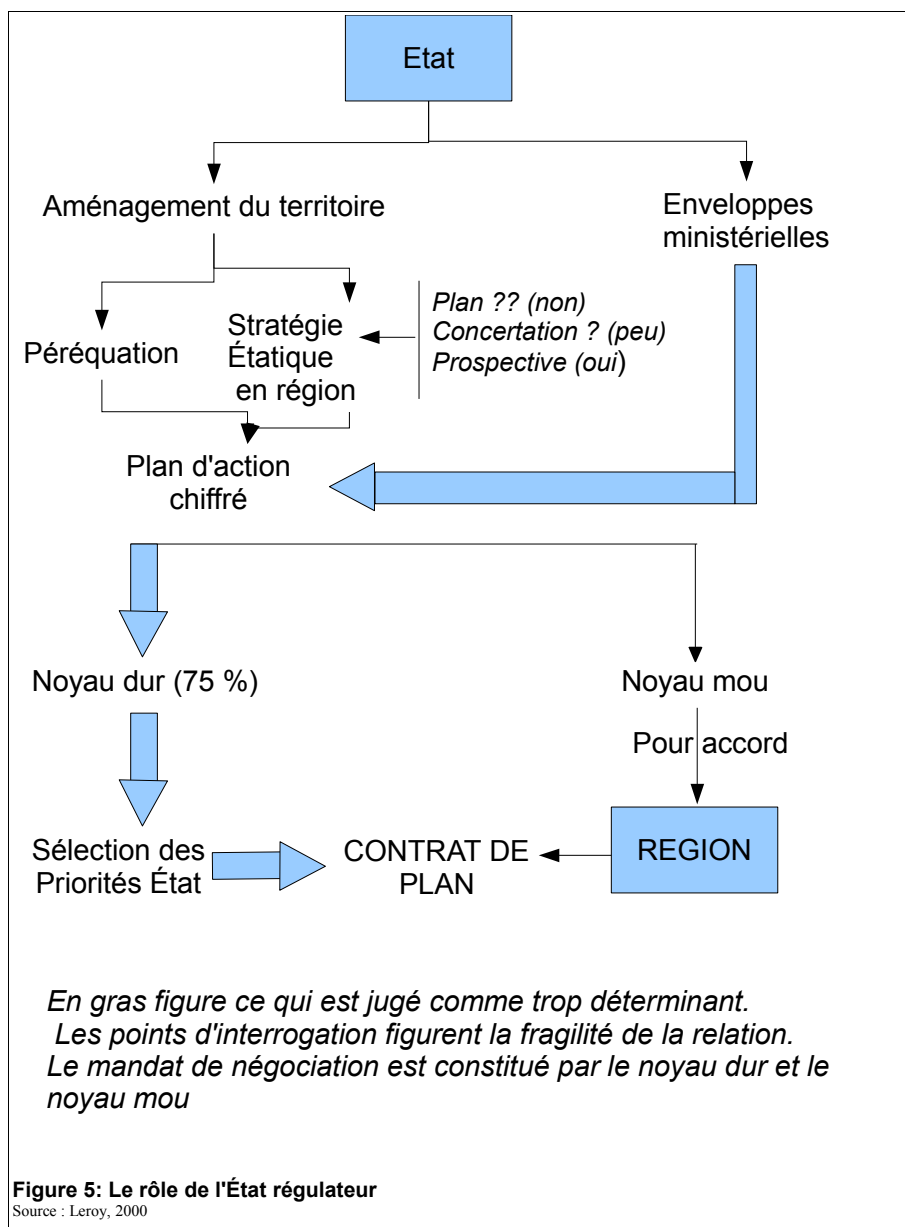 Etat
Aménagement du territoire
Enveloppes
ministérielles
Péréquation
Stratégie
Étatique
en région
Plan ?? (non)
Concertation ? (peu)
Prospective (oui)
Plan d'action
chiffré
Noyau dur (75 %)
Noyau mou
Pour accord
Sélection des
Priorités État
CONTRAT DE
PLAN
REGION
En gras figure ce qui est jugé comme trop déterminant.
Les points d'interrogation figurent la fragilité de la relation.
Le mandat de négociation est constitué par le noyau dur et le
noyau mou
Figure 5: Le rôle de l'État régulateur
Source : Leroy, 2000